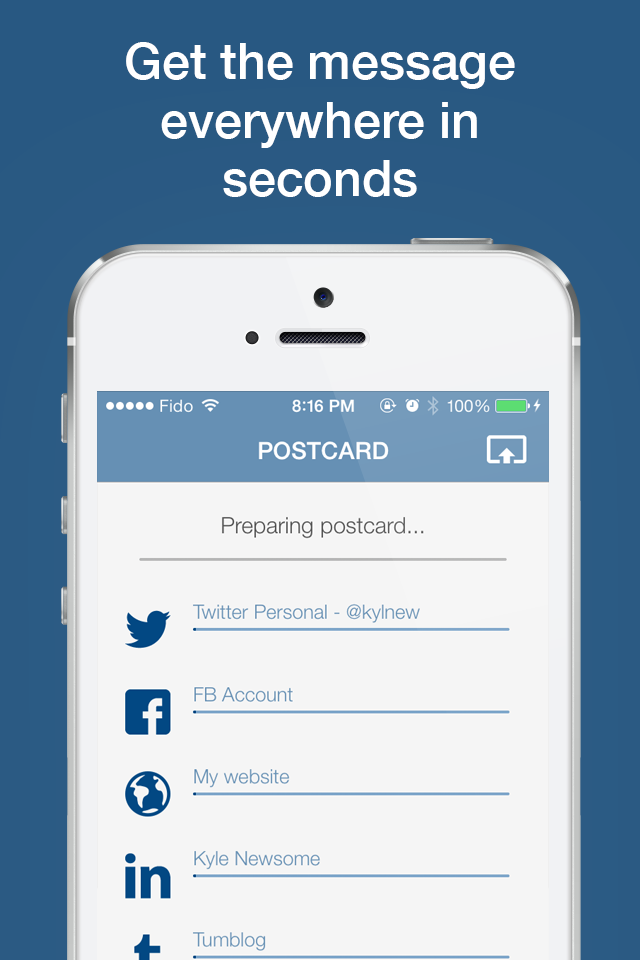 Get the message
everywhere in
seconds
Fido 8:16 PM 100%
POSTCARD
Preparing postcard...
Twitter Personal - @kylnew
FB Account
My website
Kyle Newsome
Tumblog